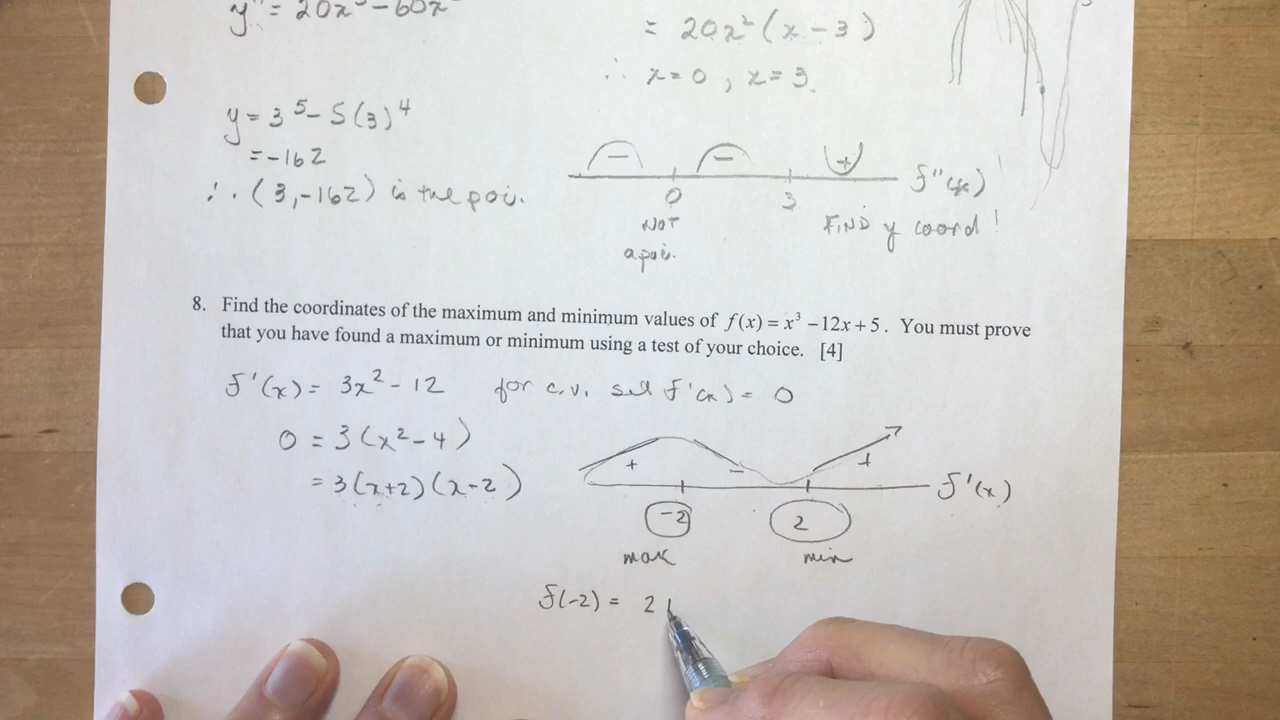 y" = 20x³ - 60x²
= 20x²(x - 3)
∴ x = 0, x = 3.
y = 3⁵ - 5(3)⁴
= -162
∴ (3, -162) is the poi.
− − + f"(x)
0 3
NOT a poi.
FIND y coord!
8. Find the coordinates of the maximum and minimum values of f(x) = x³ − 12x + 5. You must prove
that you have found a maximum or minimum using a test of your choice. [4]
f'(x) = 3x² - 12 for c.v. set f'(x) = 0
0 = 3(x² - 4)
= 3(x+2)(x-2)
+ − + f'(x)
-2 2
max min
f(-2) = 21